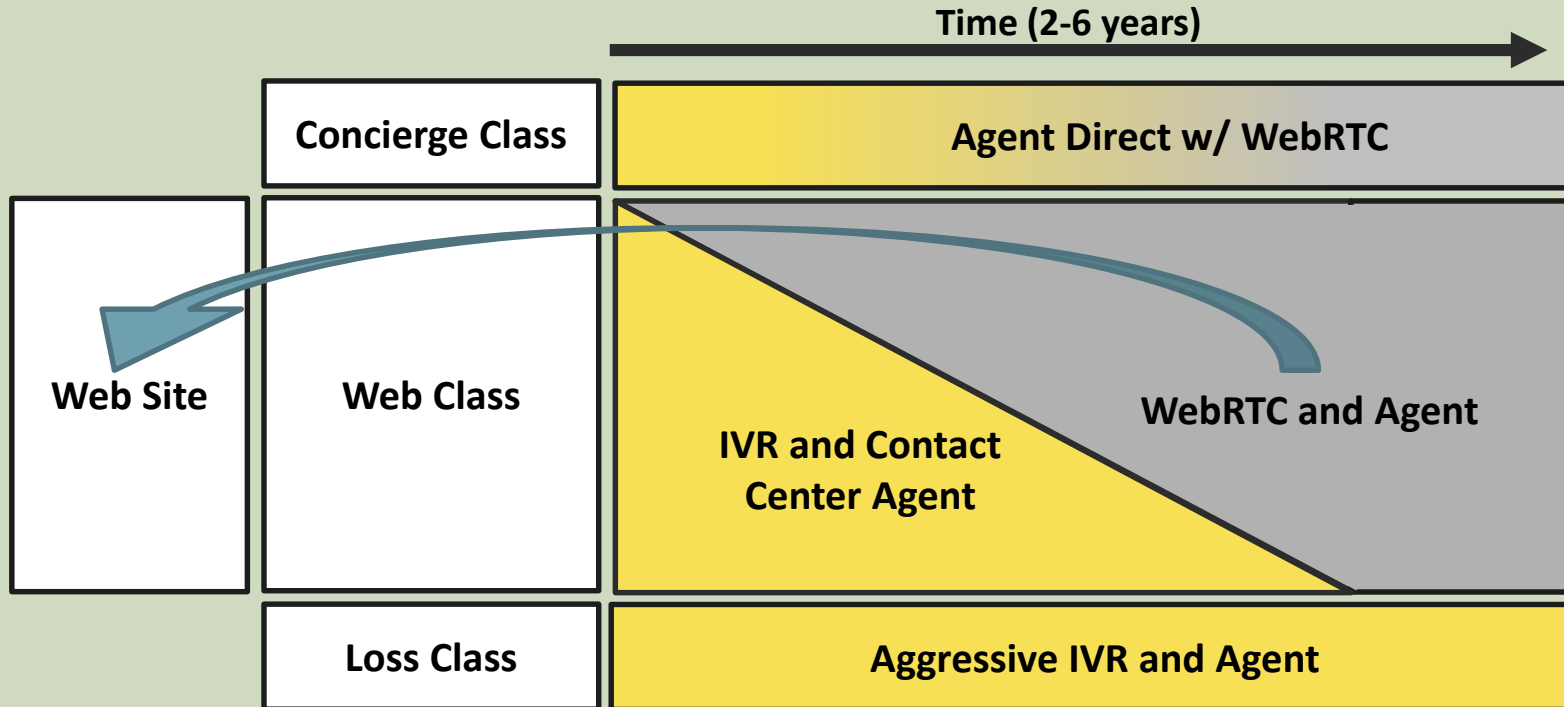 Time (2-6 years)
Concierge Class
Agent Direct w/ WebRTC
Web Site
Web Class
IVR and Contact
Center Agent
WebRTC and Agent
Loss Class
Aggressive IVR and Agent